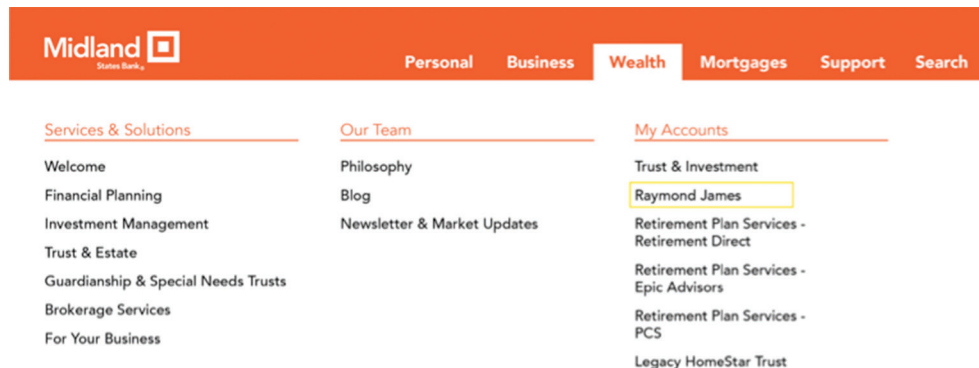 Midland
States Bank®
Personal Business Wealth Mortgages Support Search
Services & Solutions
Welcome
Financial Planning
Investment Management
Trust & Estate
Guardianship & Special Needs Trusts
Brokerage Services
For Your Business
Our Team
Philosophy
Blog
Newsletter & Market Updates
My Accounts
Trust & Investment
Raymond James
Retirement Plan Services -
Retirement Direct
Retirement Plan Services -
Epic Advisors
Retirement Plan Services -
PCS
Legacy HomeStar Trust